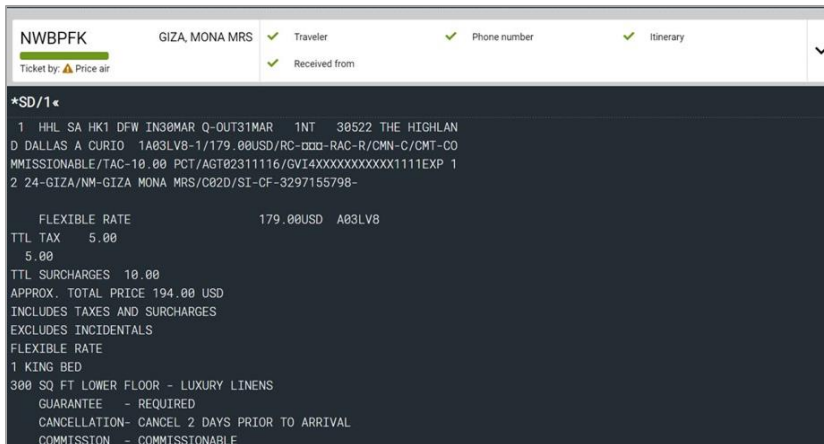 NWBPFK
GIZA, MONA MRS
Traveler
Phone number
Itinerary
Ticket by: Price air
Received from
*SD/1«
1 HHL SA HK1 DFW IN30MAR Q-OUT31MAR 1NT 30522 THE HIGHLAN
D DALLAS A CURIO 1A03LV8-1/179.00USD/RC-¤¤¤-RAC-R/CMN-C/CMT-CO
MMISSIONABLE/TAC-10.00 PCT/AGT02311116/GVI4XXXXXXXXXXX1111EXP 1
2 24-GIZA/NM-GIZA MONA MRS/C02D/SI-CF-3297155798-
FLEXIBLE RATE 179.00USD A03LV8
TTL TAX 5.00
5.00
TTL SURCHARGES 10.00
APPROX. TOTAL PRICE 194.00 USD
INCLUDES TAXES AND SURCHARGES
EXCLUDES INCIDENTALS
FLEXIBLE RATE
1 KING BED
300 SQ FT LOWER FLOOR - LUXURY LINENS
GUARANTEE - REQUIRED
CANCELLATION- CANCEL 2 DAYS PRIOR TO ARRIVAL
COMMISSION - COMMISSIONABLE